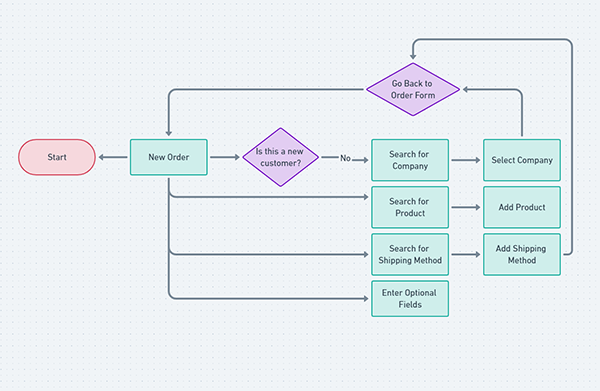 Go Back to
Order Form
Start
New Order
Is this a new
customer?
No
Search for
Company
Select Company
Search for
Product
Add Product
Search for
Shipping Method
Add Shipping
Method
Enter Optional
Fields